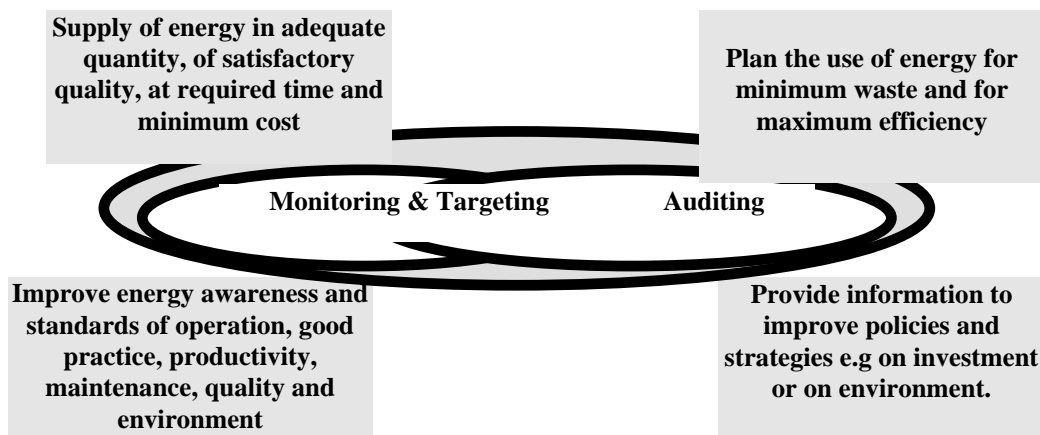 Supply of energy in adequate
quantity, of satisfactory
quality, at required time and
minimum cost
Plan the use of energy for
minimum waste and for
maximum efficiency
Monitoring & Targeting
Auditing
Improve energy awareness and
standards of operation, good
practice, productivity,
maintenance, quality and
environment
Provide information to
improve policies and
strategies e.g on investment
or on environment.